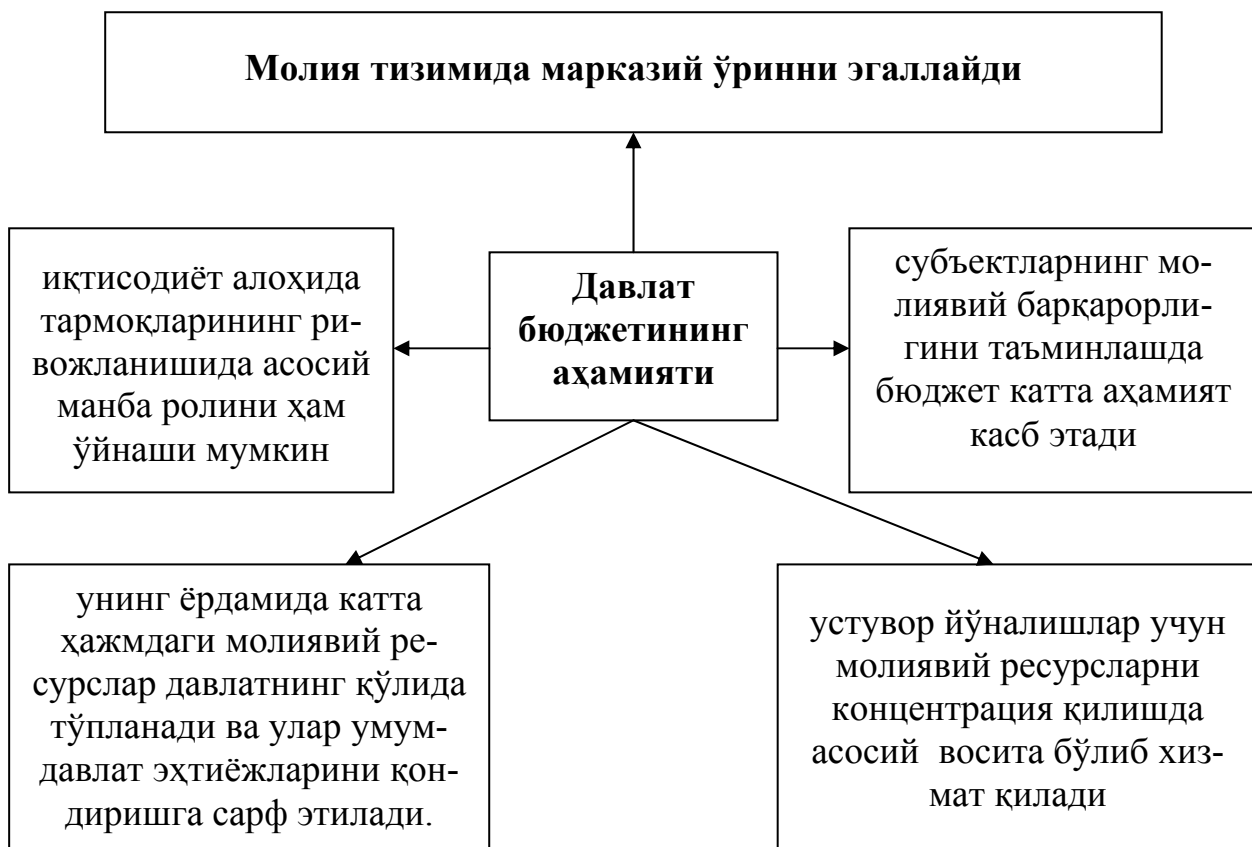 Молия тизимида марказий ўринни эгаллайди
иқтисодиёт алоҳида
тармоқларининг ри-
вожланишида асосий
манба ролини ҳам
ўйнаши мумкин
Давлат
бюджетининг
аҳамияти
субъектларнинг мо-
лиявий барқарорли-
гини таъминлашда
бюджет катта аҳамият
касб этади
унинг ёрдамида катта
ҳажмдаги молиявий ре-
сурслар давлатнинг қўлида
тўпланади ва улар умум-
давлат эҳтиёжларини қон-
диришга сарф этилади.
устувор йўналишлар учун
молиявий ресурсларни
концентрация қилишда
асосий восита бўлиб хиз-
мат қилади